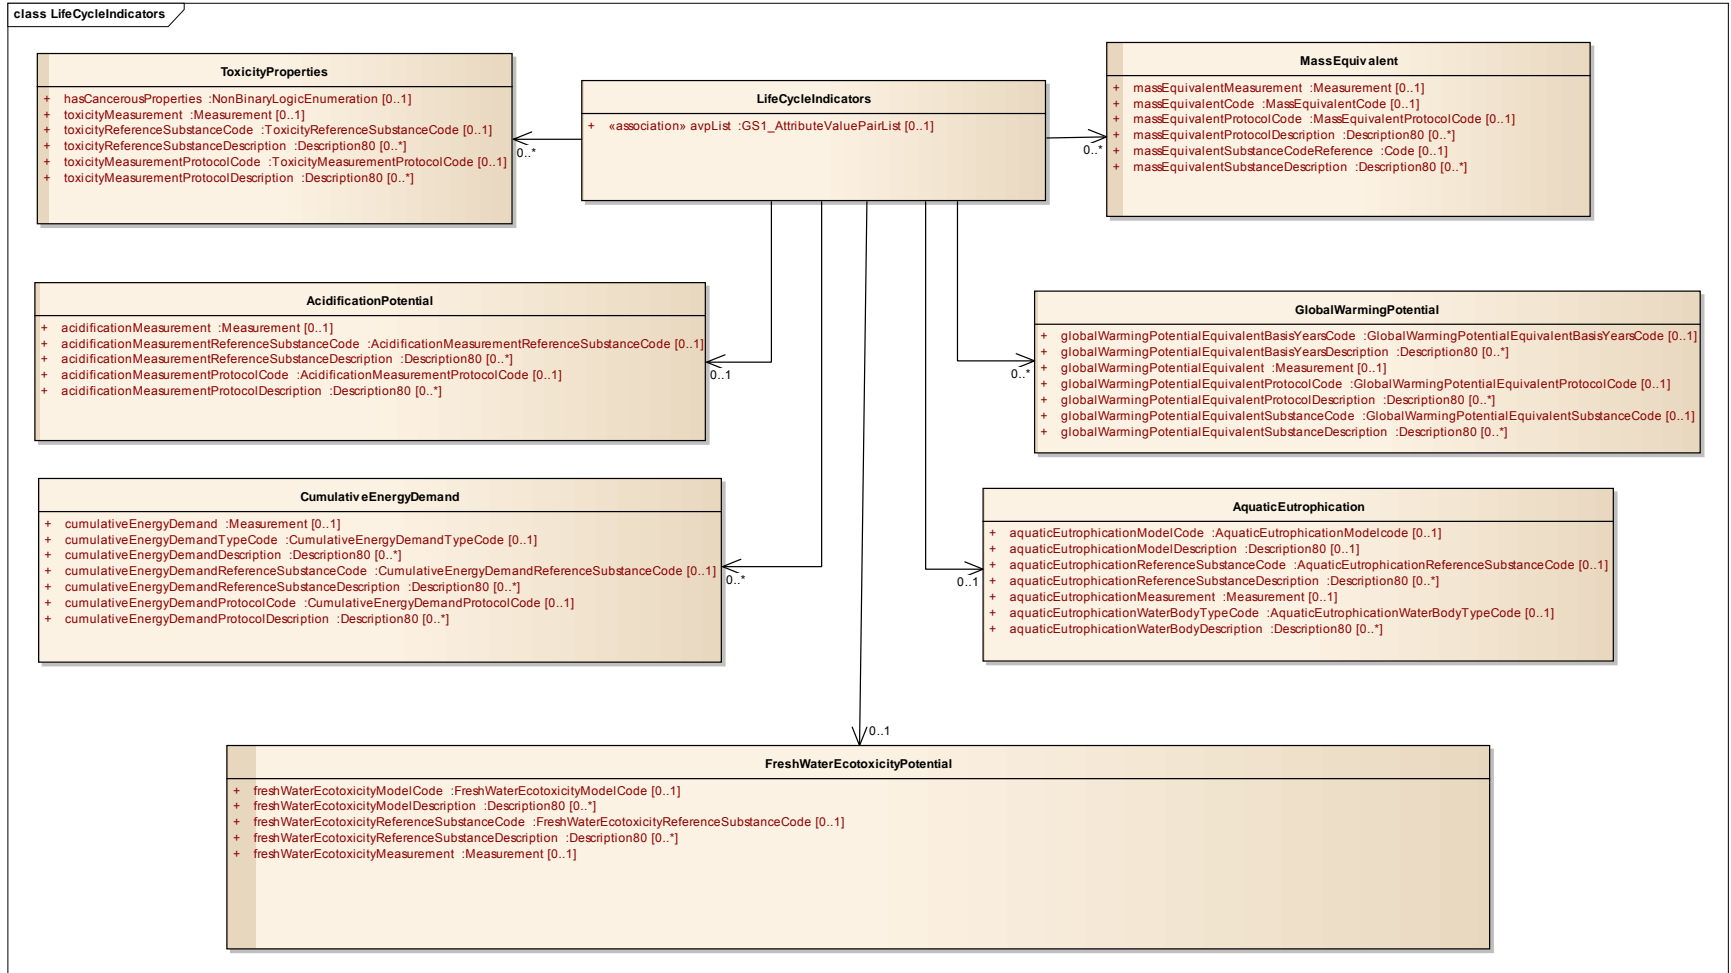 class LifeCycleIndicators
ToxicityProperties
+ hasCancerousProperties :NonBinaryLogicEnumeration [0..1]
+ toxicityMeasurement :Measurement [0..1]
+ toxicityReferenceSubstanceCode :ToxicityReferenceSubstanceCode [0..1]
+ toxicityReferenceSubstanceDescription :Description80 [0..*]
+ toxicityMeasurementProtocolCode :ToxicityMeasurementProtocolCode [0..1]
+ toxicityMeasurementProtocolDescription :Description80 [0..*]
0..*
LifeCycleIndicators
+ «association» avpList :GS1_AttributeValuePairList [0..1]
0..*
MassEquivalent
+ massEquivalentMeasurement :Measurement [0..1]
+ massEquivalentCode :MassEquivalentCode [0..1]
+ massEquivalentProtocolCode :MassEquivalentProtocolCode [0..1]
+ massEquivalentProtocolDescription :Description80 [0..*]
+ massEquivalentSubstanceCodeReference :Code [0..1]
+ massEquivalentSubstanceDescription :Description80 [0..*]
AcidificationPotential
+ acidificationMeasurement :Measurement [0..1]
+ acidificationMeasurementReferenceSubstanceCode :AcidificationMeasurementReferenceSubstanceCode [0..1]
+ acidificationMeasurementReferenceSubstanceDescription :Description80 [0..*]
+ acidificationMeasurementProtocolCode :AcidificationMeasurementProtocolCode [0..1]
+ acidificationMeasurementProtocolDescription :Description80 [0..*]
0..1
0..*
GlobalWarmingPotential
+ globalWarmingPotentialEquivalentBasisYearsCode :GlobalWarmingPotentialEquivalentBasisYearsCode [0..1]
+ globalWarmingPotentialEquivalentBasisYearsDescription :Description80 [0..*]
+ globalWarmingPotentialEquivalent :Measurement [0..1]
+ globalWarmingPotentialEquivalentProtocolCode :GlobalWarmingPotentialEquivalentProtocolCode [0..1]
+ globalWarmingPotentialEquivalentProtocolDescription :Description80 [0..*]
+ globalWarmingPotentialEquivalentSubstanceCode :GlobalWarmingPotentialEquivalentSubstanceCode [0..1]
+ globalWarmingPotentialEquivalentSubstanceDescription :Description80 [0..*]
CumulativeEnergyDemand
+ cumulativeEnergyDemand :Measurement [0..1]
+ cumulativeEnergyDemandTypeCode :CumulativeEnergyDemandTypeCode [0..1]
+ cumulativeEnergyDemandDescription :Description80 [0..*]
+ cumulativeEnergyDemandReferenceSubstanceCode :CumulativeEnergyDemandReferenceSubstanceCode [0..1]
+ cumulativeEnergyDemandReferenceSubstanceDescription :Description80 [0..*]
+ cumulativeEnergyDemandProtocolCode :CumulativeEnergyDemandProtocolCode [0..1]
+ cumulativeEnergyDemandProtocolDescription :Description80 [0..*]
0..*
0..1
AquaticEutrophication
+ aquaticEutrophicationModelCode :AquaticEutrophicationModelcode [0..1]
+ aquaticEutrophicationModelDescription :Description80 [0..1]
+ aquaticEutrophicationReferenceSubstanceCode :AquaticEutrophicationReferenceSubstanceCode [0..1]
+ aquaticEutrophicationReferenceSubstanceDescription :Description80 [0..*]
+ aquaticEutrophicationMeasurement :Measurement [0..1]
+ aquaticEutrophicationWaterBodyTypeCode :AquaticEutrophicationWaterBodyTypeCode [0..1]
+ aquaticEutrophicationWaterBodyDescription :Description80 [0..*]
0..1
FreshWaterEcotoxicityPotential
+ freshWaterEcotoxicityModelCode :FreshWaterEcotoxicityModelCode [0..1]
+ freshWaterEcotoxicityModelDescription :Description80 [0..*]
+ freshWaterEcotoxicityReferenceSubstanceCode :FreshWaterEcotoxicityReferenceSubstanceCode [0..1]
+ freshWaterEcotoxicityReferenceSubstanceDescription :Description80 [0..*]
+ freshWaterEcotoxicityMeasurement :Measurement [0..1]